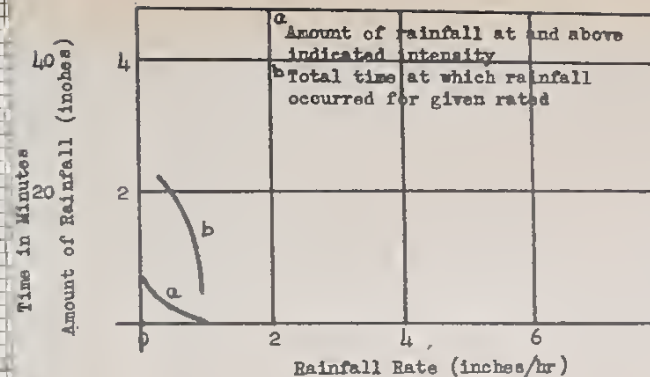 a Amount of rainfall at and above
indicated intensity
b Total time at which rainfall
occurred for given rated
40 4
20 2
b
a
0 2 4 6
Time in Minutes
Amount of Rainfall (inches)
Rainfall Rate (inches/hr)